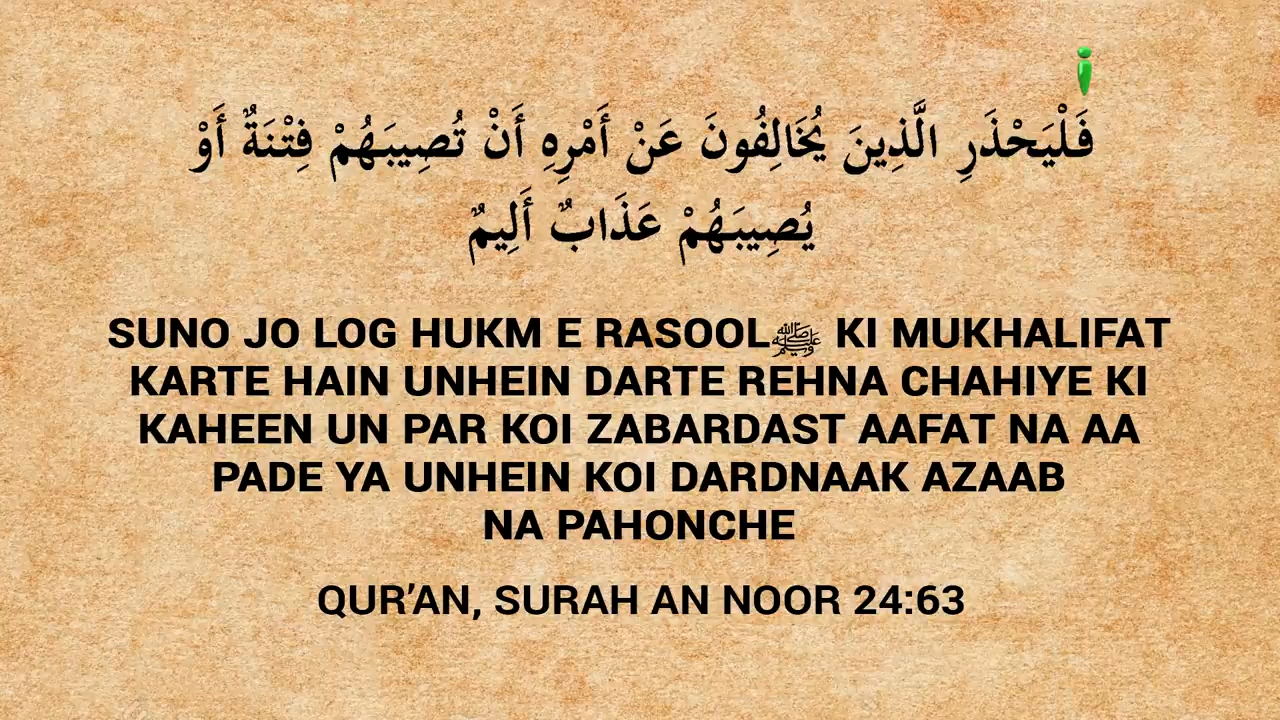 فَلْيَحْذَرِ الَّذِينَ يُخَالِفُونَ عَنْ أَمْرِهِ أَنْ تُصِيبَهُمْ فِتْنَةٌ أَوْ
يُصِيبَهُمْ عَذَابٌ أَلِيمٌ
SUNO JO LOG HUKM E RASOOLﷺ KI MUKHALIFAT
KARTE HAIN UNHEIN DARTE REHNA CHAHIYE KI
KAHEEN UN PAR KOI ZABARDAST AAFAT NA AA
PADE YA UNHEIN KOI DARDNAAK AZAAB
NA PAHONCHE
QUR’AN, SURAH AN NOOR 24:63